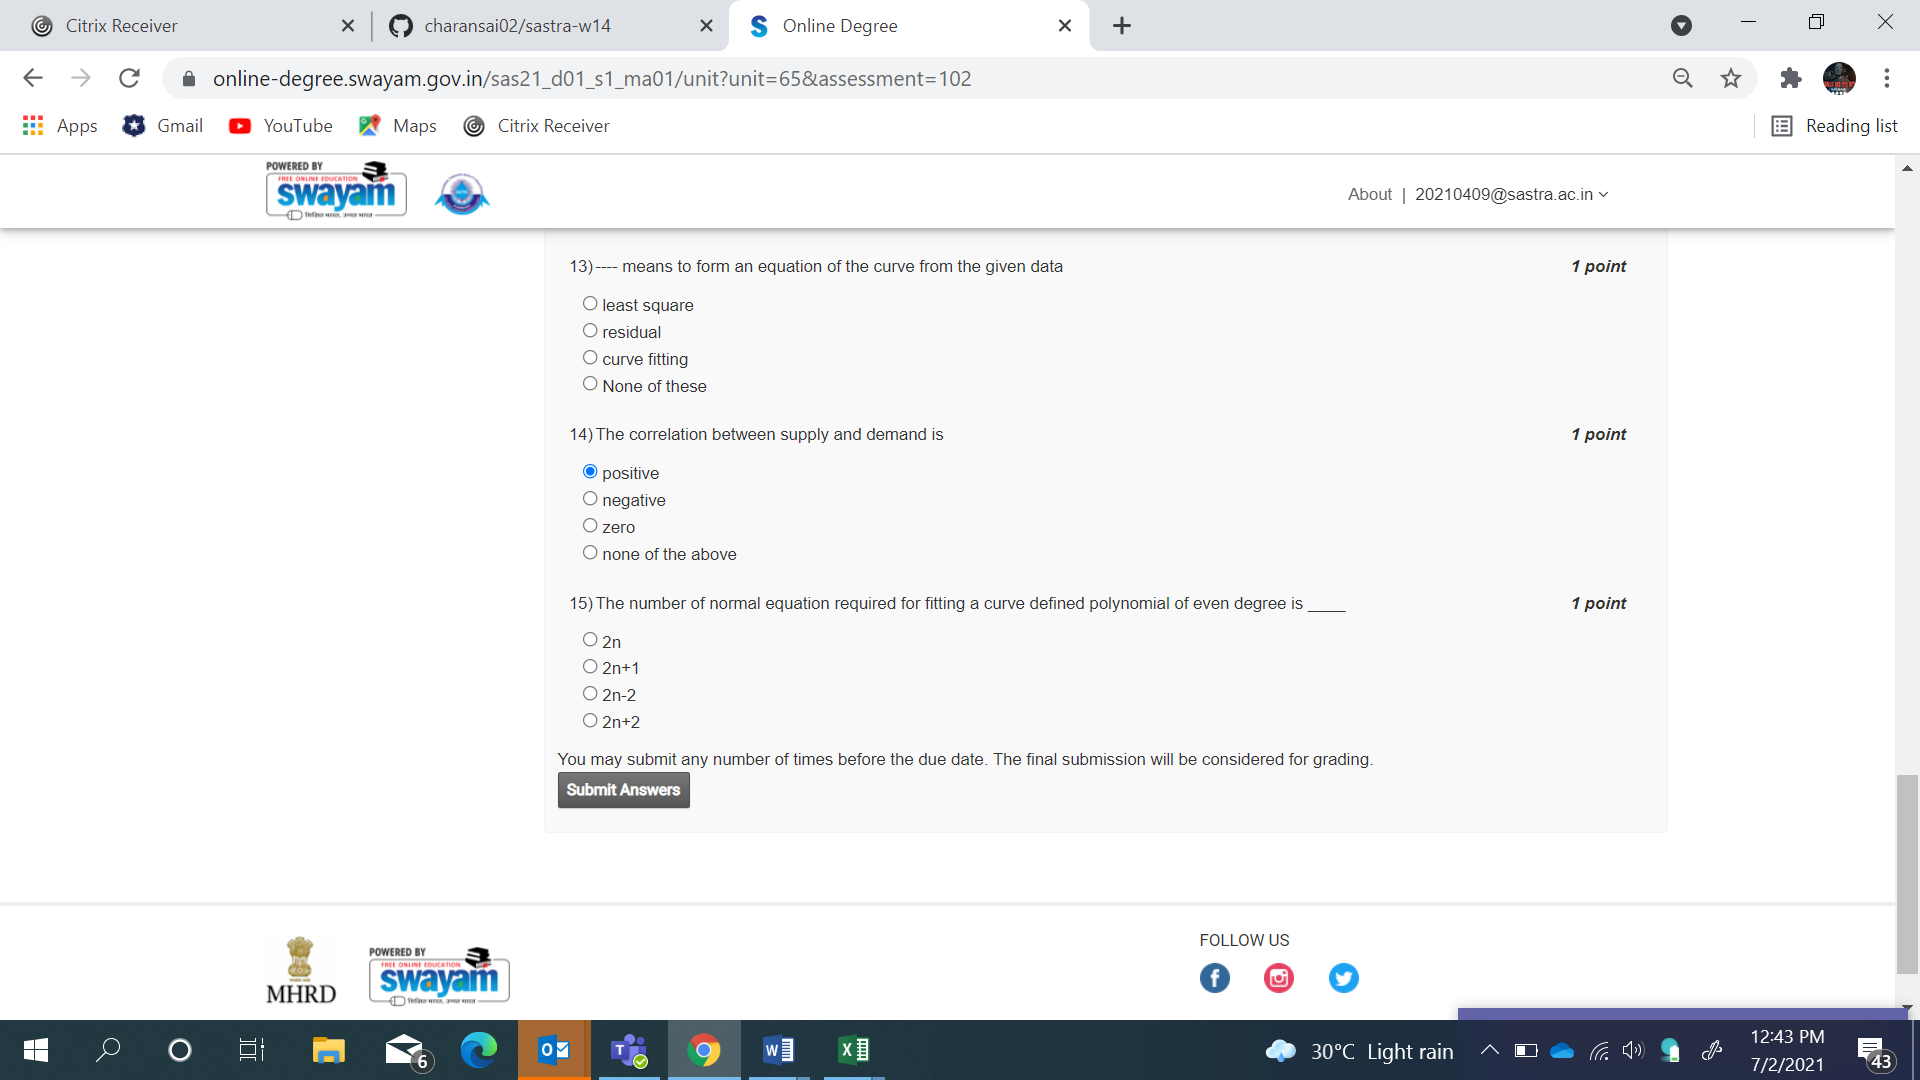 Citrix Receiver
charansai02/sastra-w14
Online Degree
online-degree.swayam.gov.in/sas21_d01_s1_ma01/unit?unit=65&assessment=102
Apps
Gmail
YouTube
Maps
Citrix Receiver
Reading list
POWERED BY
FREE ONLINE EDUCATION
swayam
About | 20210409@sastra.ac.in
13) ---- means to form an equation of the curve from the given data
1 point
least square
residual
curve fitting
None of these
14) The correlation between supply and demand is
1 point
positive
negative
zero
none of the above
15) The number of normal equation required for fitting a curve defined polynomial of even degree is ____
1 point
2n
2n+1
2n-2
2n+2
You may submit any number of times before the due date. The final submission will be considered for grading.
Submit Answers
MHRD
POWERED BY
FREE ONLINE EDUCATION
swayam
FOLLOW US
6
30°C Light rain
12:43 PM
7/2/2021
43